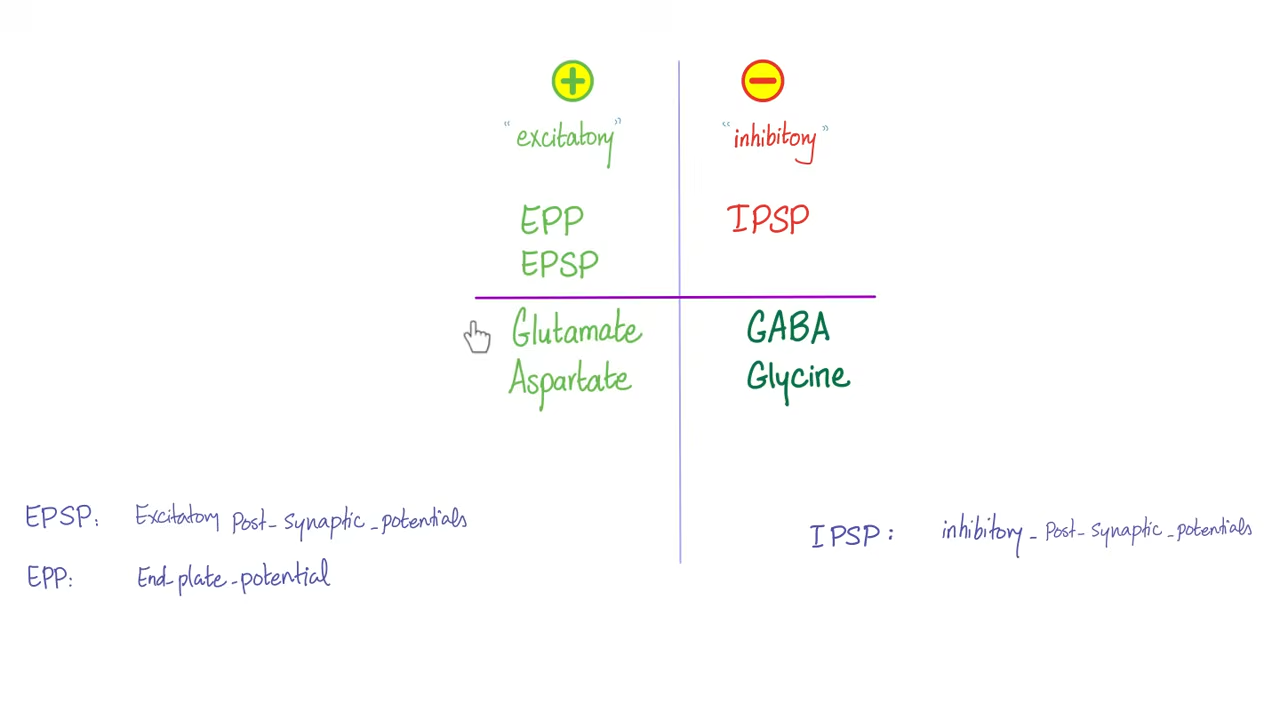 "excitatory" "inhibitory"
EPP IPSP
EPSP
Glutamate GABA
Aspartate Glycine
EPSP: Excitatory Post-synaptic-potentials
IPSP: inhibitory-Post-synaptic-potentials
EPP: End-plate-potential